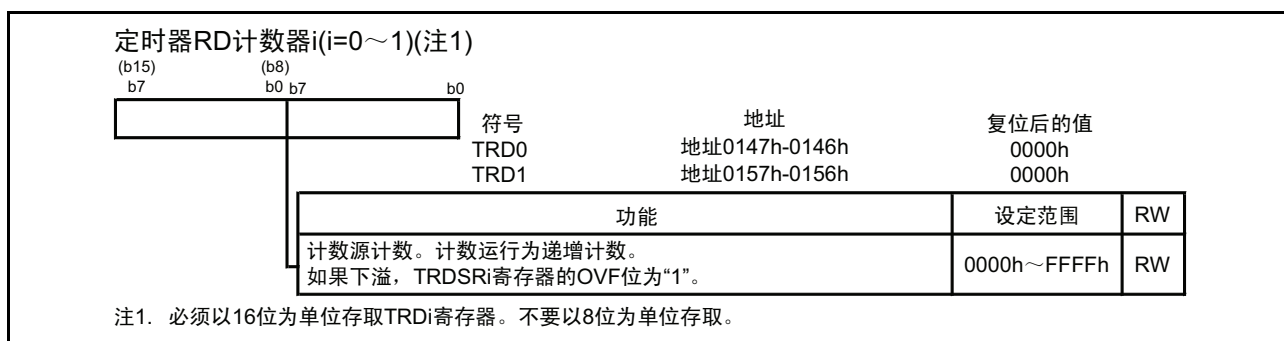 定时器RD计数器i(i=0～1)(注1)
(b15) (b8)
b7 b0 b7 b0
符号 地址 复位后的值
TRD0 地址0147h-0146h 0000h
TRD1 地址0157h-0156h 0000h
功能 设定范围 RW
计数源计数。计数运行为递增计数。
如果下溢，TRDSRi寄存器的OVF位为“1”。 0000h～FFFFh RW
注1. 必须以16位为单位存取TRDi寄存器。不要以8位为单位存取。